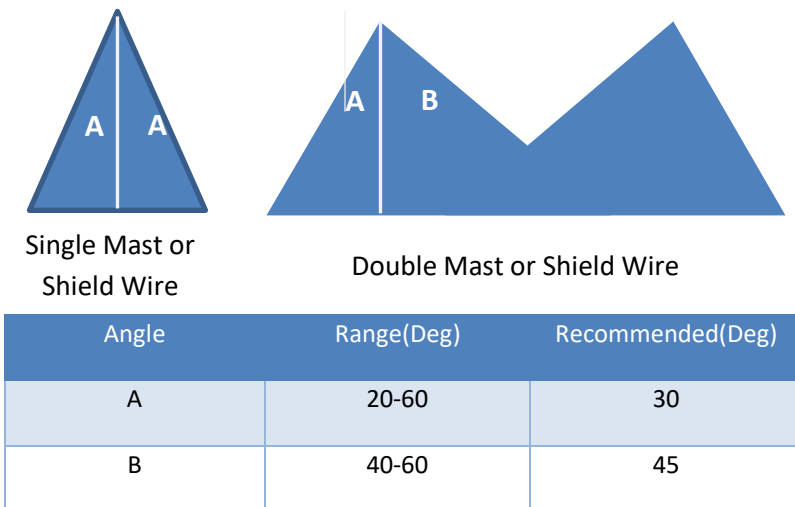 A A
A B
Single Mast or
Shield Wire
Double Mast or Shield Wire
Angle Range(Deg) Recommended(Deg)
A 20-60 30
B 40-60 45